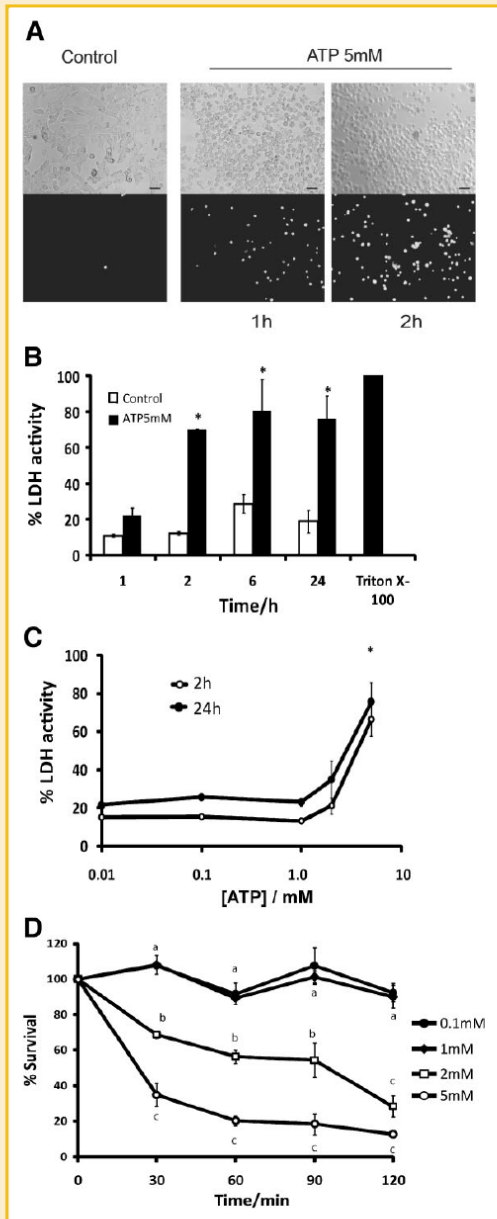 A
Control
ATP 5mM
1h
2h
B
100
80
60
40
20
0
% LDH activity
Control
ATP5mM
*
*
*
1
2
6
24
Triton X-
100
Time/h
C
100
80
60
40
20
0
% LDH activity
2h
24h
*
0.01
0.1
1.0
10
[ATP] / mM
D
120
100
80
60
40
20
0
% Survival
a
a
a
a
b
b
b
c
c
c
c
c
0.1mM
1mM
2mM
5mM
0
30
60
90
120
Time/min